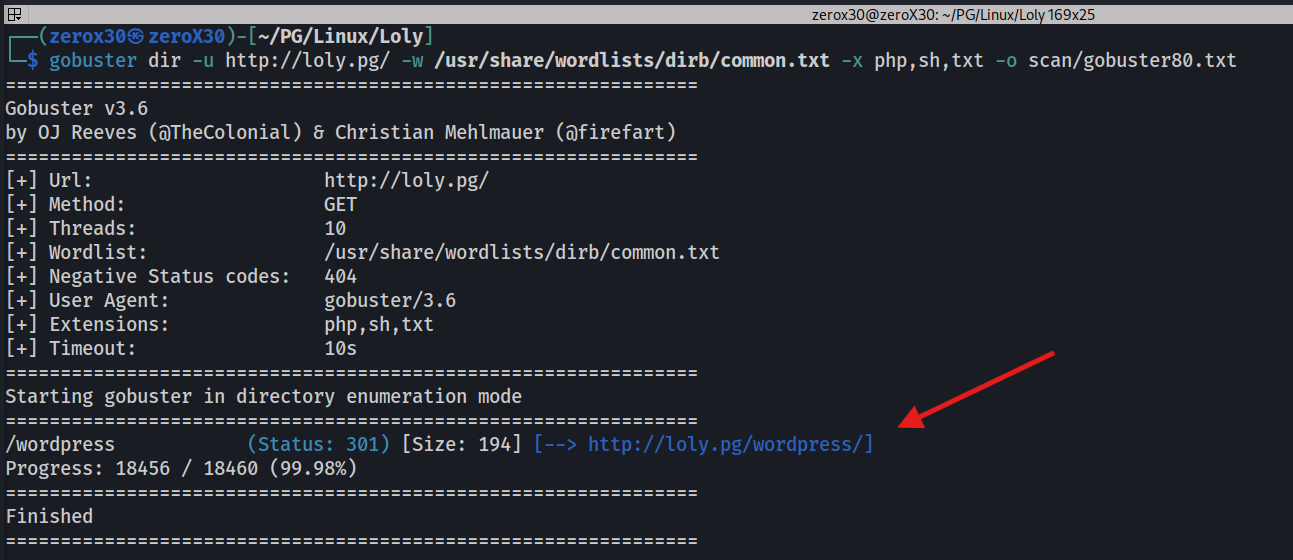 zerox30@zeroX30: ~/PG/Linux/Loly 169x25
┌──(zerox30㉿zeroX30)-[~/PG/Linux/Loly]
└─$ gobuster dir -u http://loly.pg/ -w /usr/share/wordlists/dirb/common.txt -x php,sh,txt -o scan/gobuster80.txt
===============================================================
Gobuster v3.6
by OJ Reeves (@TheColonial) & Christian Mehlmauer (@firefart)
===============================================================
[+] Url:                     http://loly.pg/
[+] Method:                  GET
[+] Threads:                 10
[+] Wordlist:                /usr/share/wordlists/dirb/common.txt
[+] Negative Status codes:   404
[+] User Agent:              gobuster/3.6
[+] Extensions:              php,sh,txt
[+] Timeout:                 10s
===============================================================
Starting gobuster in directory enumeration mode
===============================================================
/wordpress            (Status: 301) [Size: 194] [--> http://loly.pg/wordpress/]
Progress: 18456 / 18460 (99.98%)
===============================================================
Finished
===============================================================